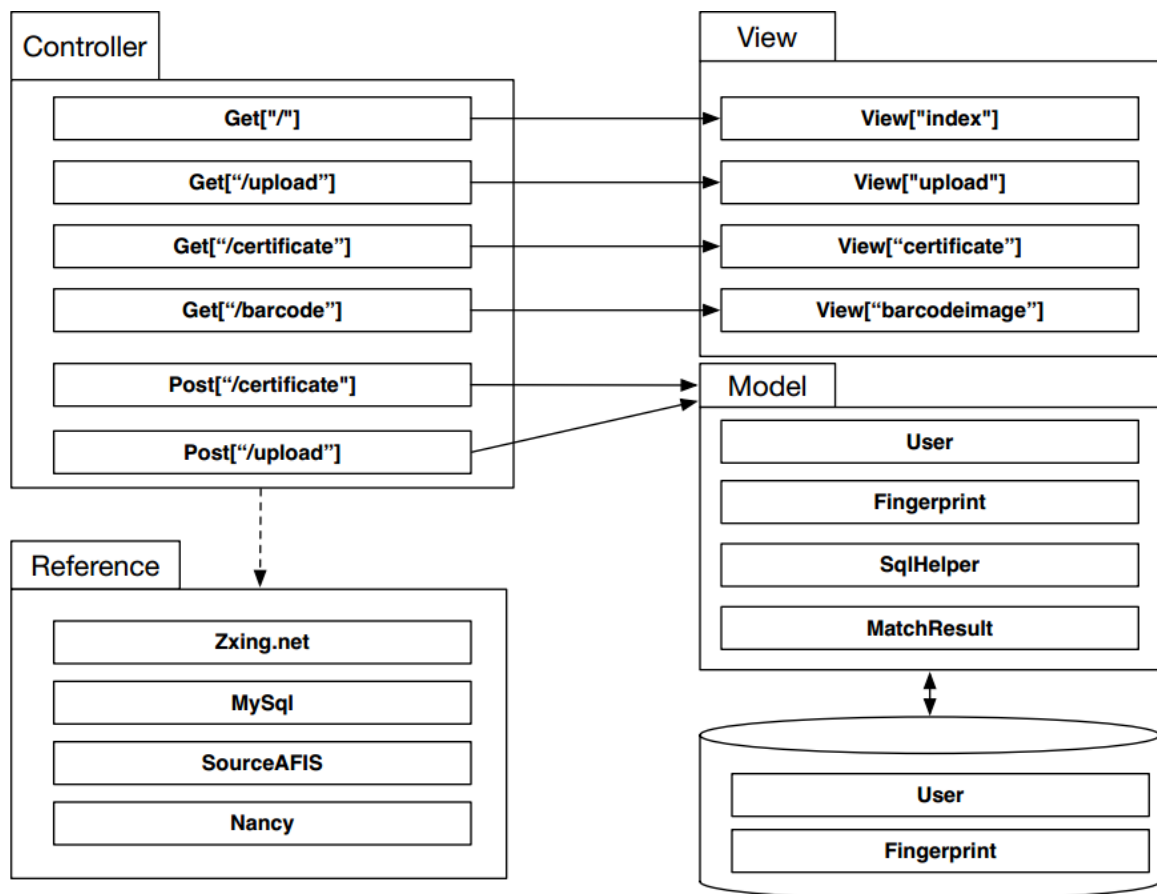 Controller
Get["/"]
Get[“/upload”]
Get[“/certificate”]
Get[“/barcode”]
Post[“/certificate"]
Post[“/upload”]
View
View["index"]
View["upload"]
View[“certificate”]
View[“barcodeimage”]
Model
User
Fingerprint
SqlHelper
MatchResult
Reference
Zxing.net
MySql
SourceAFIS
Nancy
User
Fingerprint